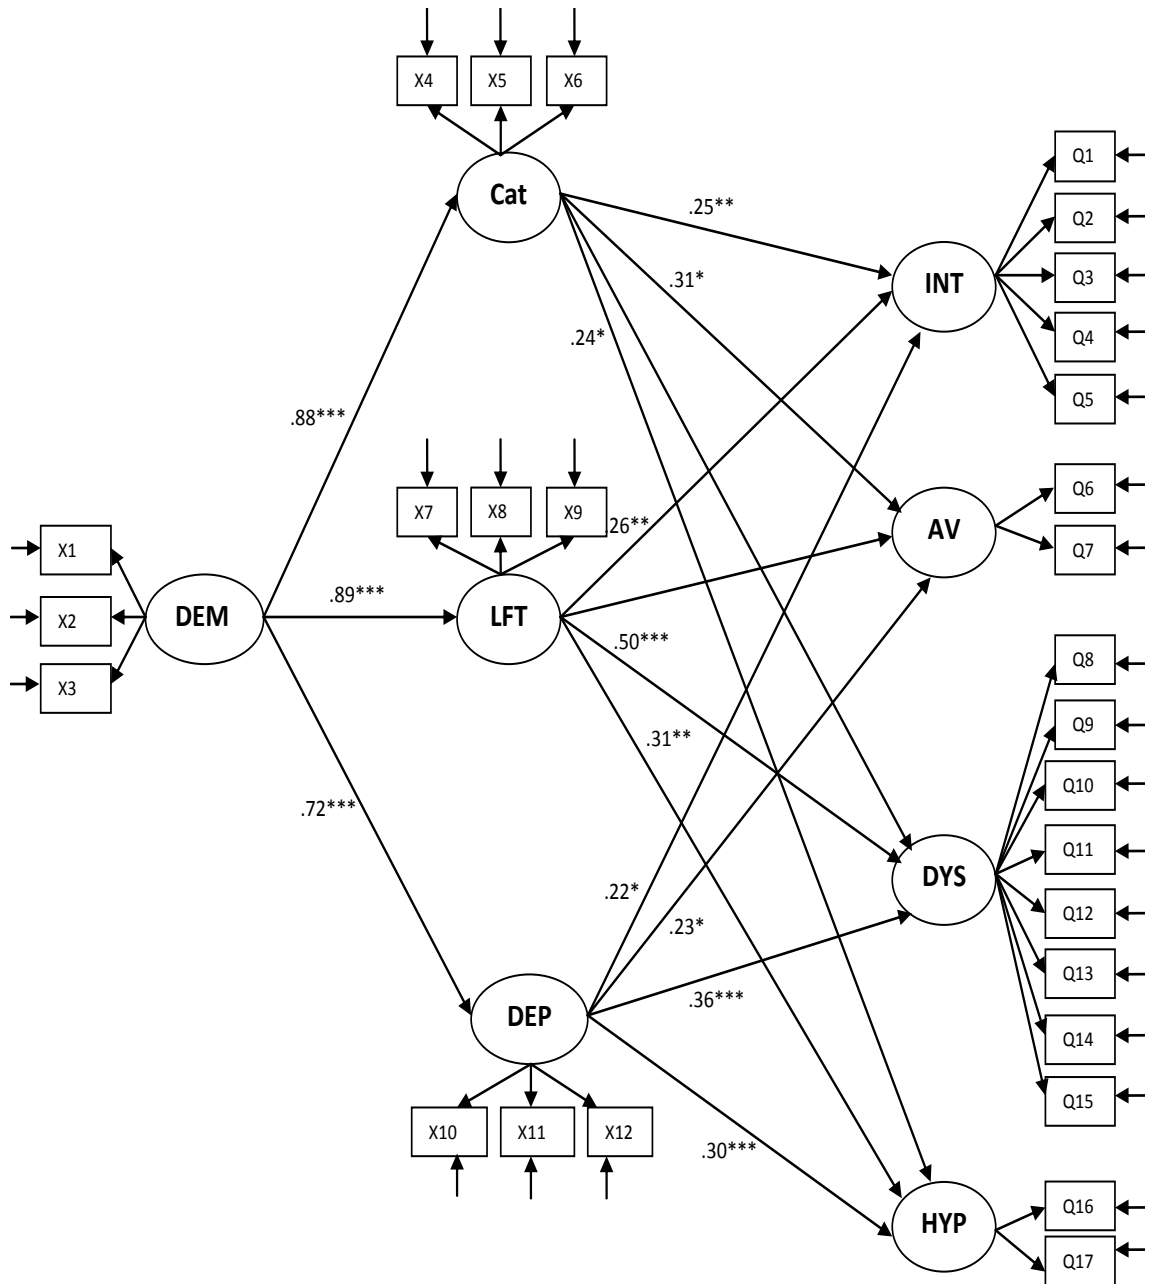 X4
X5
X6
Cat
.25**
.31*
.24*
INT
Q1
Q2
Q3
Q4
Q5
.88***
X7
X8
X9
.26**
AV
Q6
Q7
X1
X2
X3
DEM
.89***
LFT
.50***
.31**
Q8
Q9
Q10
Q11
Q12
Q13
Q14
Q15
DYS
.72***
.22*
.23*
.36***
DEP
X10
X11
X12
.30***
HYP
Q16
Q17